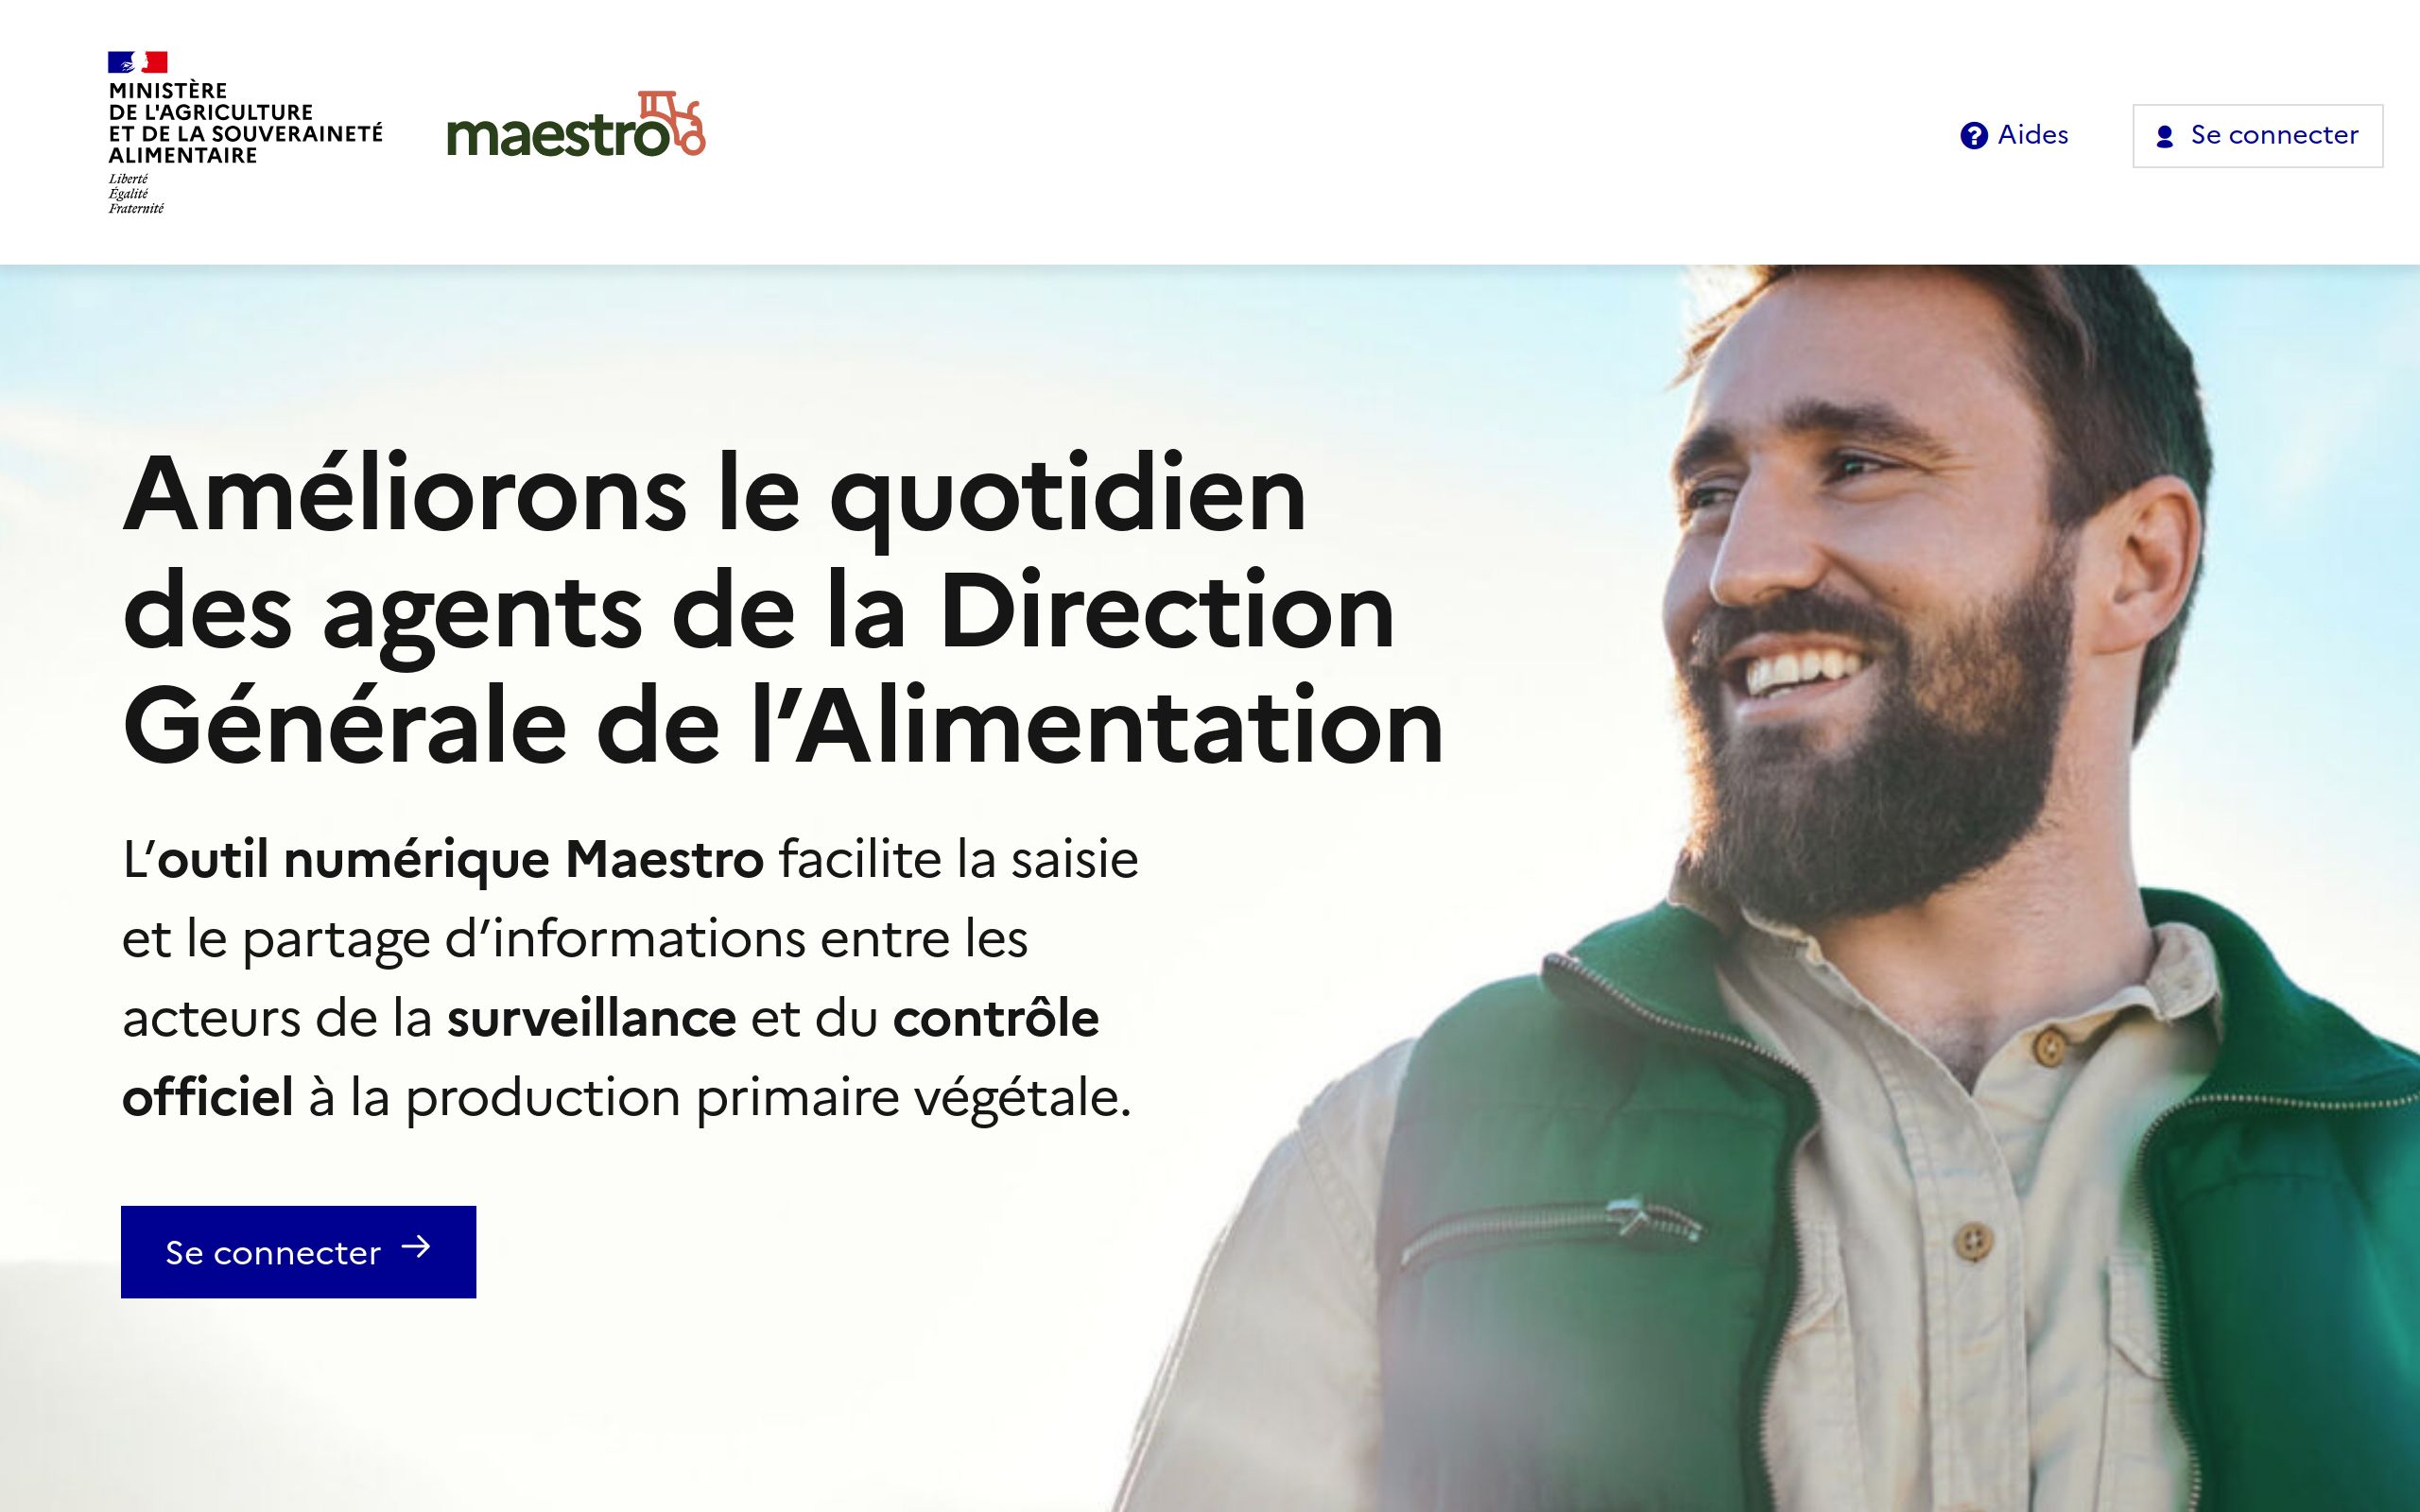 MINISTÈRE
DE L'AGRICULTURE
ET DE LA SOUVERAINETÉ
ALIMENTAIRE
Liberté
Égalité
Fraternité
maestro
Aides
Se connecter
Améliorons le quotidien
des agents de la Direction
Générale de l’Alimentation
L’outil numérique Maestro facilite la saisie
et le partage d’informations entre les
acteurs de la surveillance et du contrôle
officiel à la production primaire végétale.
Se connecter →